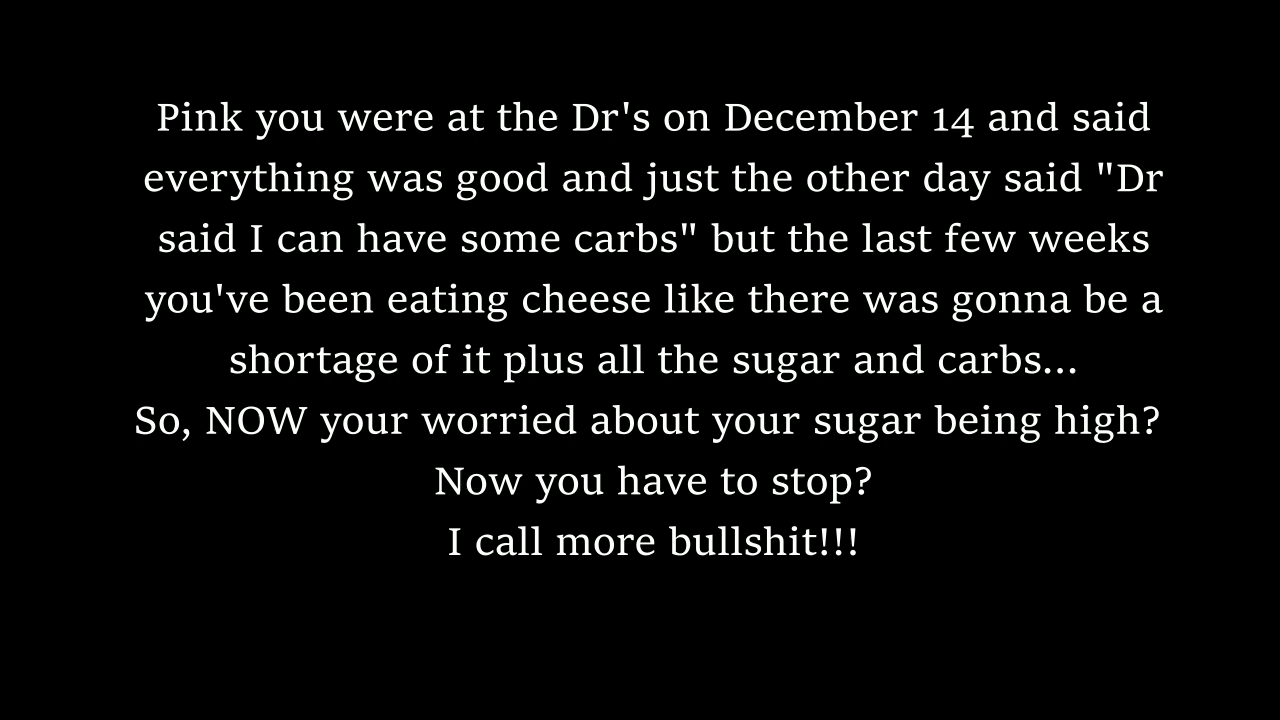 Pink you were at the Dr's on December 14 and said
everything was good and just the other day said "Dr
said I can have some carbs" but the last few weeks
you've been eating cheese like there was gonna be a
shortage of it plus all the sugar and carbs...
So, NOW your worried about your sugar being high?
Now you have to stop?
I call more bullshit!!!